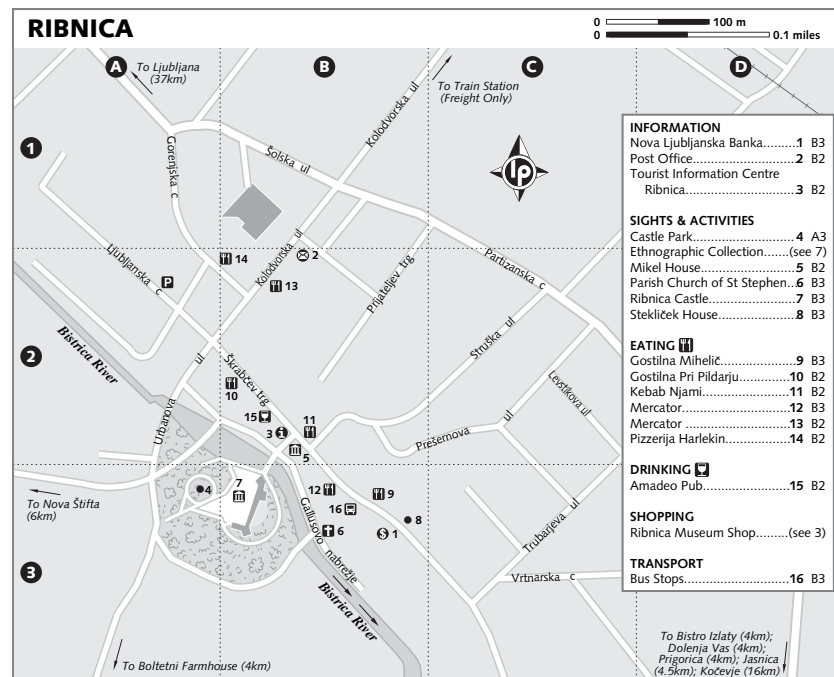 RIBNICA
0 100 m
0 0.1 miles
A
B
C
D
1
2
3
To Ljubljana
(37km)
To Train Station
(Freight Only)
Kolodvorska ul
Gorenjska c
Šolska ul
lp
Ljubljanska c
14
Kolodvorska ul
2
Partizanska c
P
13
Prijateljev trg
Bistrica River
Struška ul
Škrabčev trg
Levstikova ul
10
Urbanova ul
15
11
3
Prešernova ul
5
4
7
To Nova Štifta
(6km)
12
9
16
8
6
$ 1
Gallusovo nabrežje
Trubarjeva ul
Vrtnarska c
Bistrica River
To Boltetni Farmhouse (4km)
To Bistro Izlaty (4km);
Dolenja Vas (4km);
Prigorica (4km); Jasnica
(4.5km); Kočevje (16km)
INFORMATION
Nova Ljubljanska Banka.........1 B3
Post Office.........2 B2
Tourist Information Centre
Ribnica.........3 B2
SIGHTS & ACTIVITIES
Castle Park.........4 A3
Ethnographic Collection......(see 7)
Mikel House.........5 B2
Parish Church of St Stephen...6 B3
Ribnica Castle.........7 B3
Stekliček House.........8 B3
EATING
Gostilna Mihelič.........9 B3
Gostilna Pri Pildarju.........10 B2
Kebab Njami.........11 B2
Mercator.........12 B3
Mercator.........13 B2
Pizzerija Harlekin.........14 B2
DRINKING
Amadeo Pub.........15 B2
SHOPPING
Ribnica Museum Shop.........(see 3)
TRANSPORT
Bus Stops.........16 B3